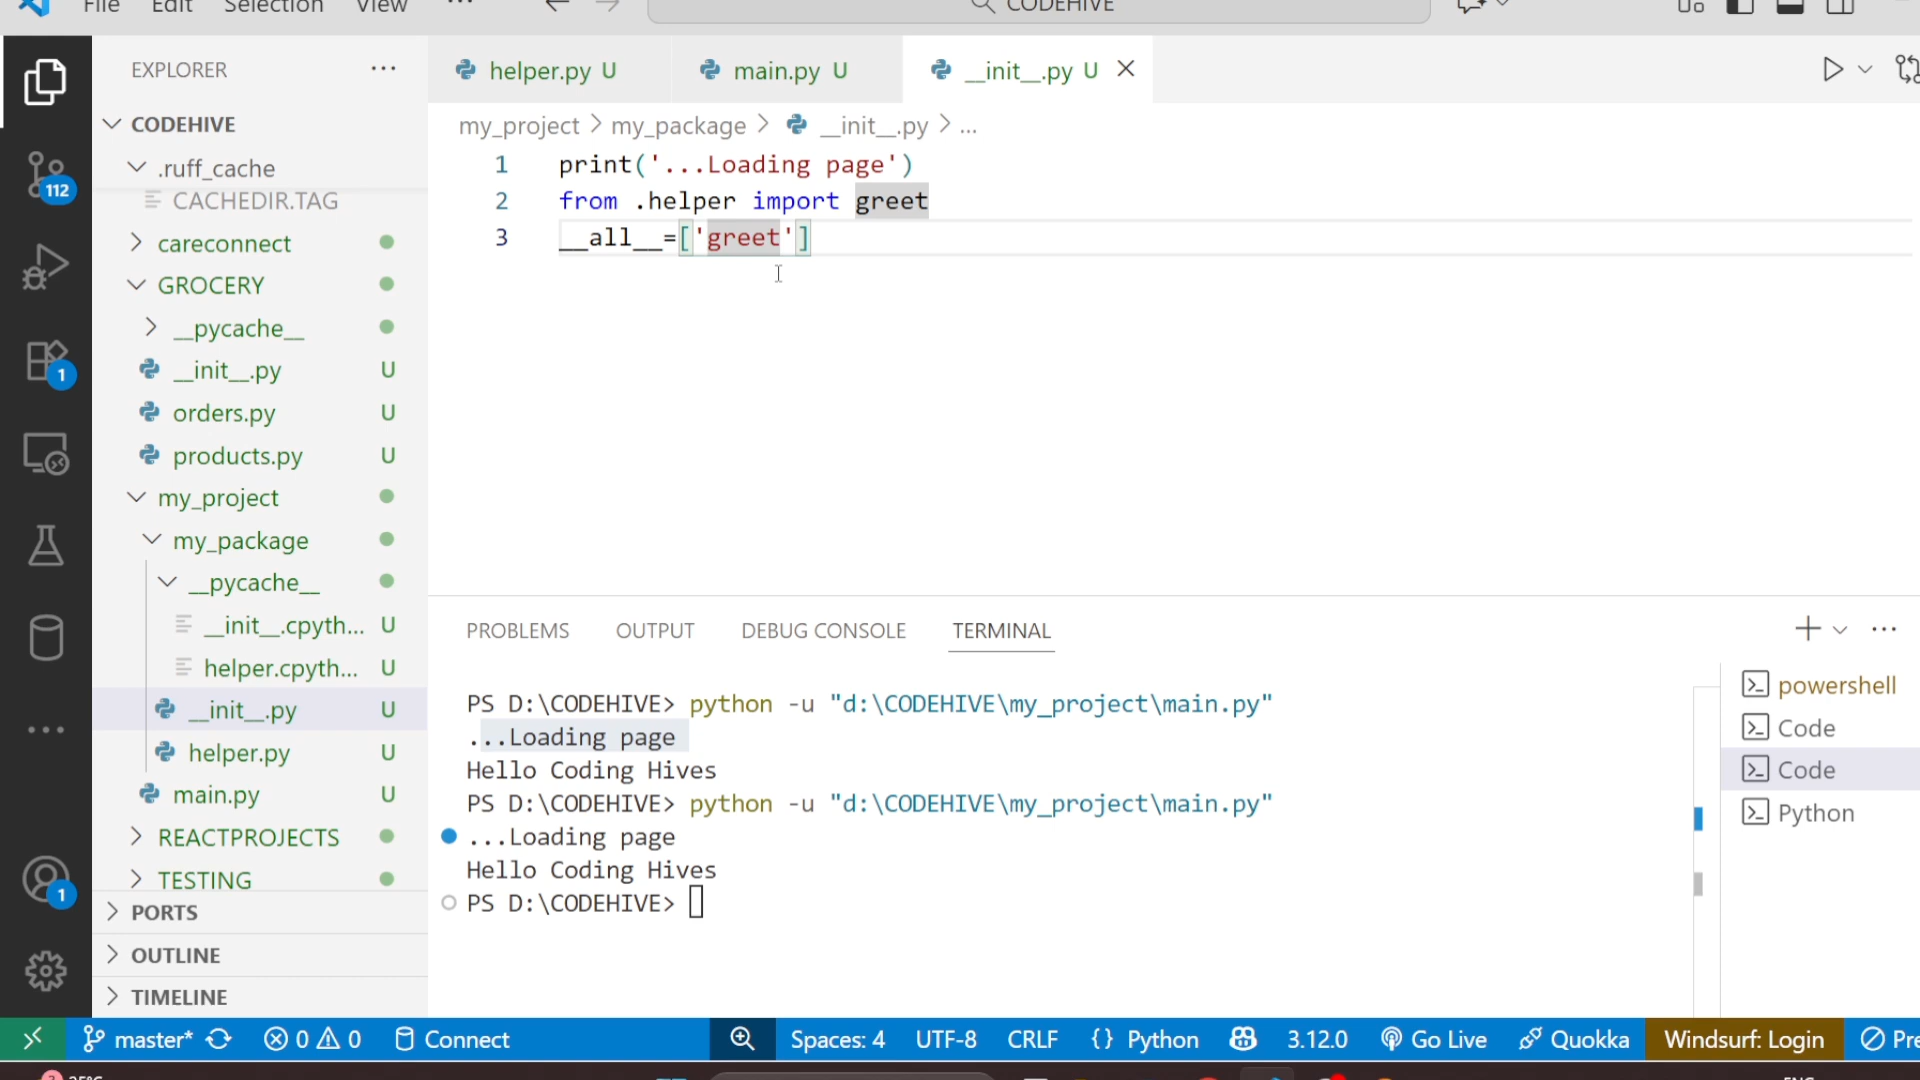 File Edit Selection View ... CODEHIVE
EXPLORER ...
CODEHIVE
.ruff_cache
CACHEDIR.TAG
careconnect
GROCERY
__pycache__
__init__.py U
orders.py U
products.py U
my_project
my_package
__pycache__
__init__.cpyth... U
helper.cpyth... U
__init__.py U
helper.py U
main.py U
REACTPROJECTS
TESTING
PORTS
OUTLINE
TIMELINE
112
1
1
helper.py U main.py U __init__.py U
my_project > my_package > __init__.py > ...
1 print('...Loading page')
2 from .helper import greet
3 __all__=['greet']
PROBLEMS OUTPUT DEBUG CONSOLE TERMINAL
PS D:\CODEHIVE> python -u "d:\CODEHIVE\my_project\main.py"
...Loading page
Hello Coding Hives
PS D:\CODEHIVE> python -u "d:\CODEHIVE\my_project\main.py"
...Loading page
Hello Coding Hives
PS D:\CODEHIVE>
powershell
Code
Code
Python
master* 0 0 Connect Spaces: 4 UTF-8 CRLF {} Python 3.12.0 Go Live Quokka Windsurf: Login Pre